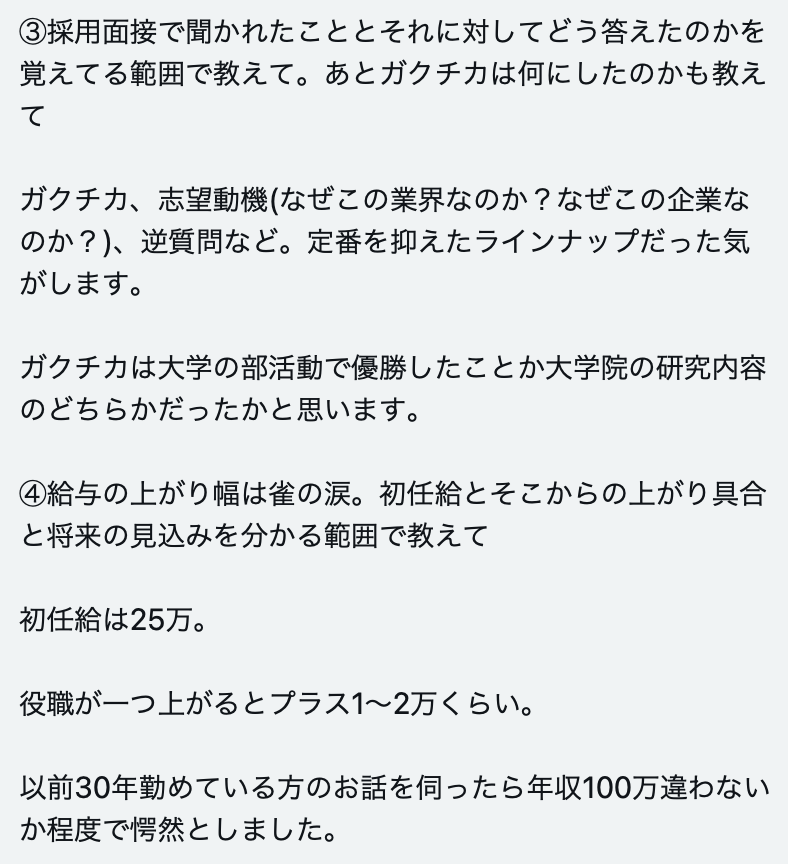 ③採用面接で聞かれたこととそれに対してどう答えたのかを
覚えてる範囲で教えて。あとガクチカは何にしたのかも教え
て
ガクチカ、志望動機(なぜこの業界なのか？なぜこの企業な
のか？)、逆質問など。定番を抑えたラインナップだった気
がします。
ガクチカは大学の部活動で優勝したことか大学院の研究内容
のどちらかだったかと思います。
④給与の上がり幅は雀の涙。初任給とそこからの上がり具合
と将来の見込みを分かる範囲で教えて
初任給は25万。
役職が一つ上がるとプラス1〜2万くらい。
以前30年勤めている方のお話を伺ったら年収100万違わない
か程度で愕然としました。